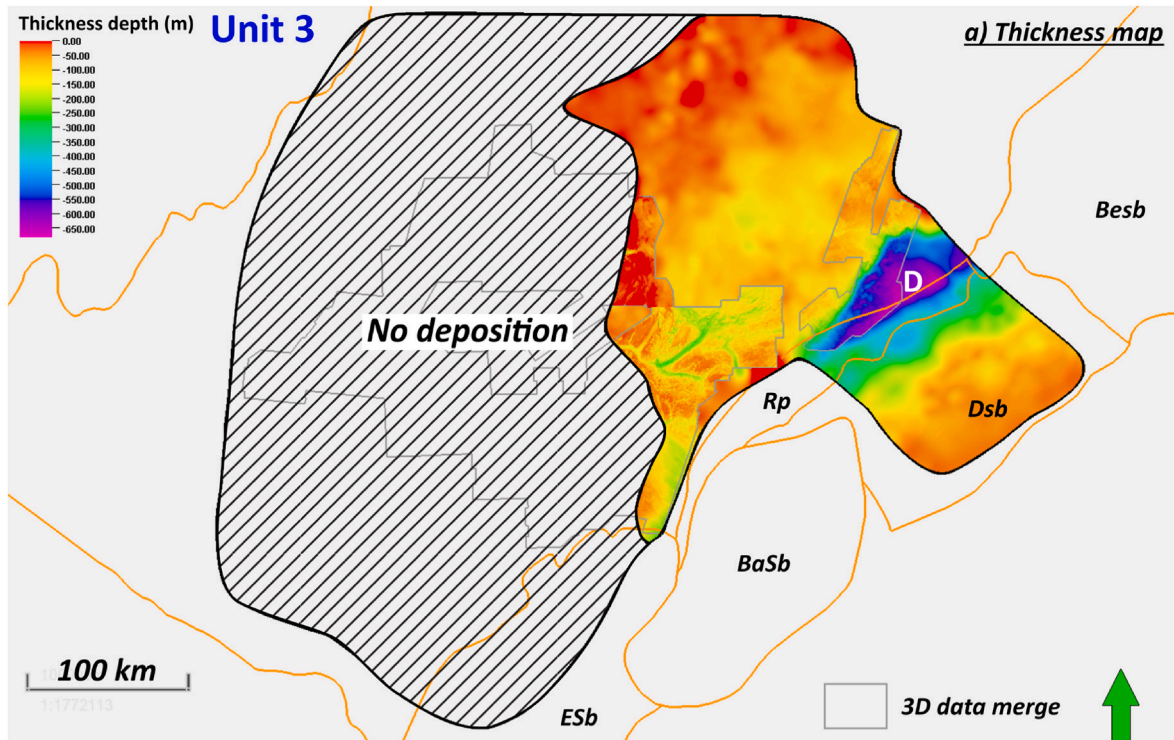 Thickness depth (m)
0.00
-50.00
-100.00
-150.00
-200.00
-250.00
-300.00
-350.00
-400.00
-450.00
-500.00
-550.00
-600.00
-650.00
Unit 3
a) Thickness map
Besb
D
No deposition
Rp
Dsb
BaSb
100 km
1:1772113
ESb
3D data merge